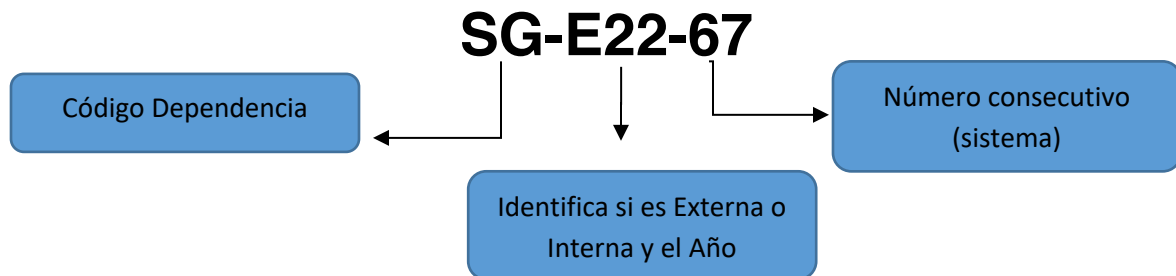 SG-E22-67
Código Dependencia
Número consecutivo
(sistema)
Identifica si es Externa o
Interna y el Año